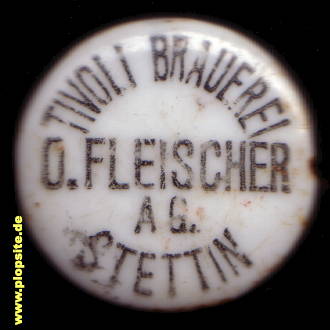 TIVOLI BRAUEREI
O. FLEISCHER
A G.
STETTIN
www.plopsite.de